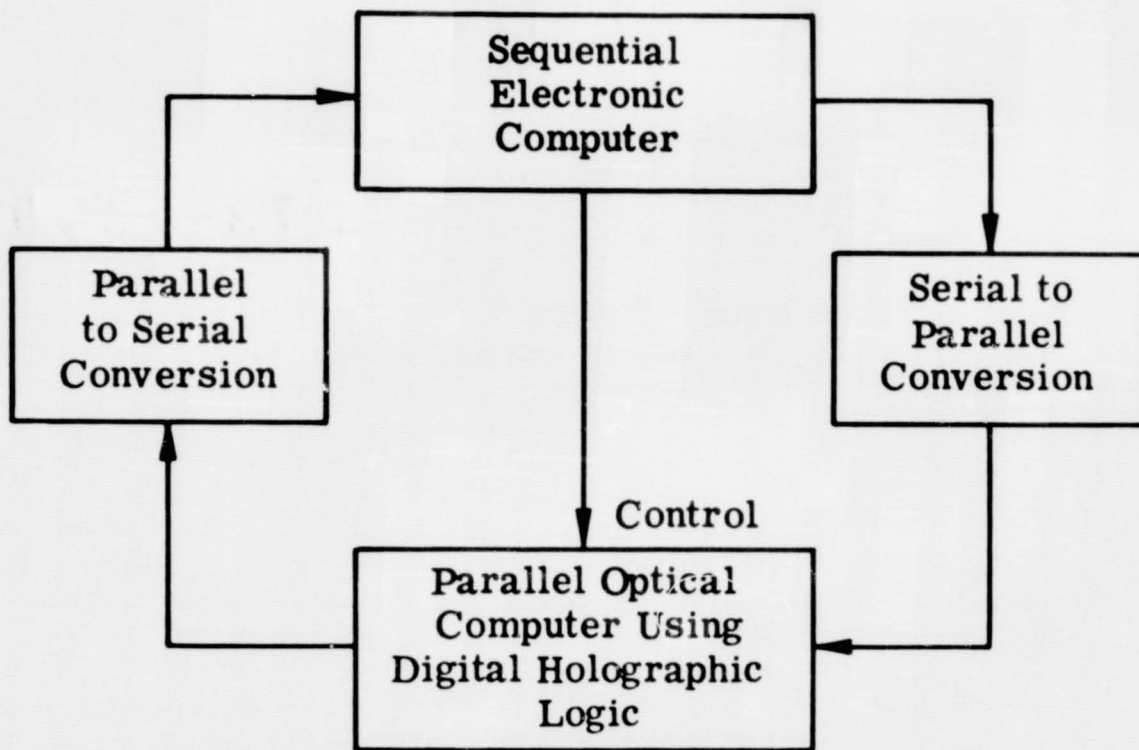 Sequential
Electronic
Computer
Parallel
to Serial
Conversion
Serial to
Parallel
Conversion
Control
Parallel Optical
Computer Using
Digital Holographic
Logic